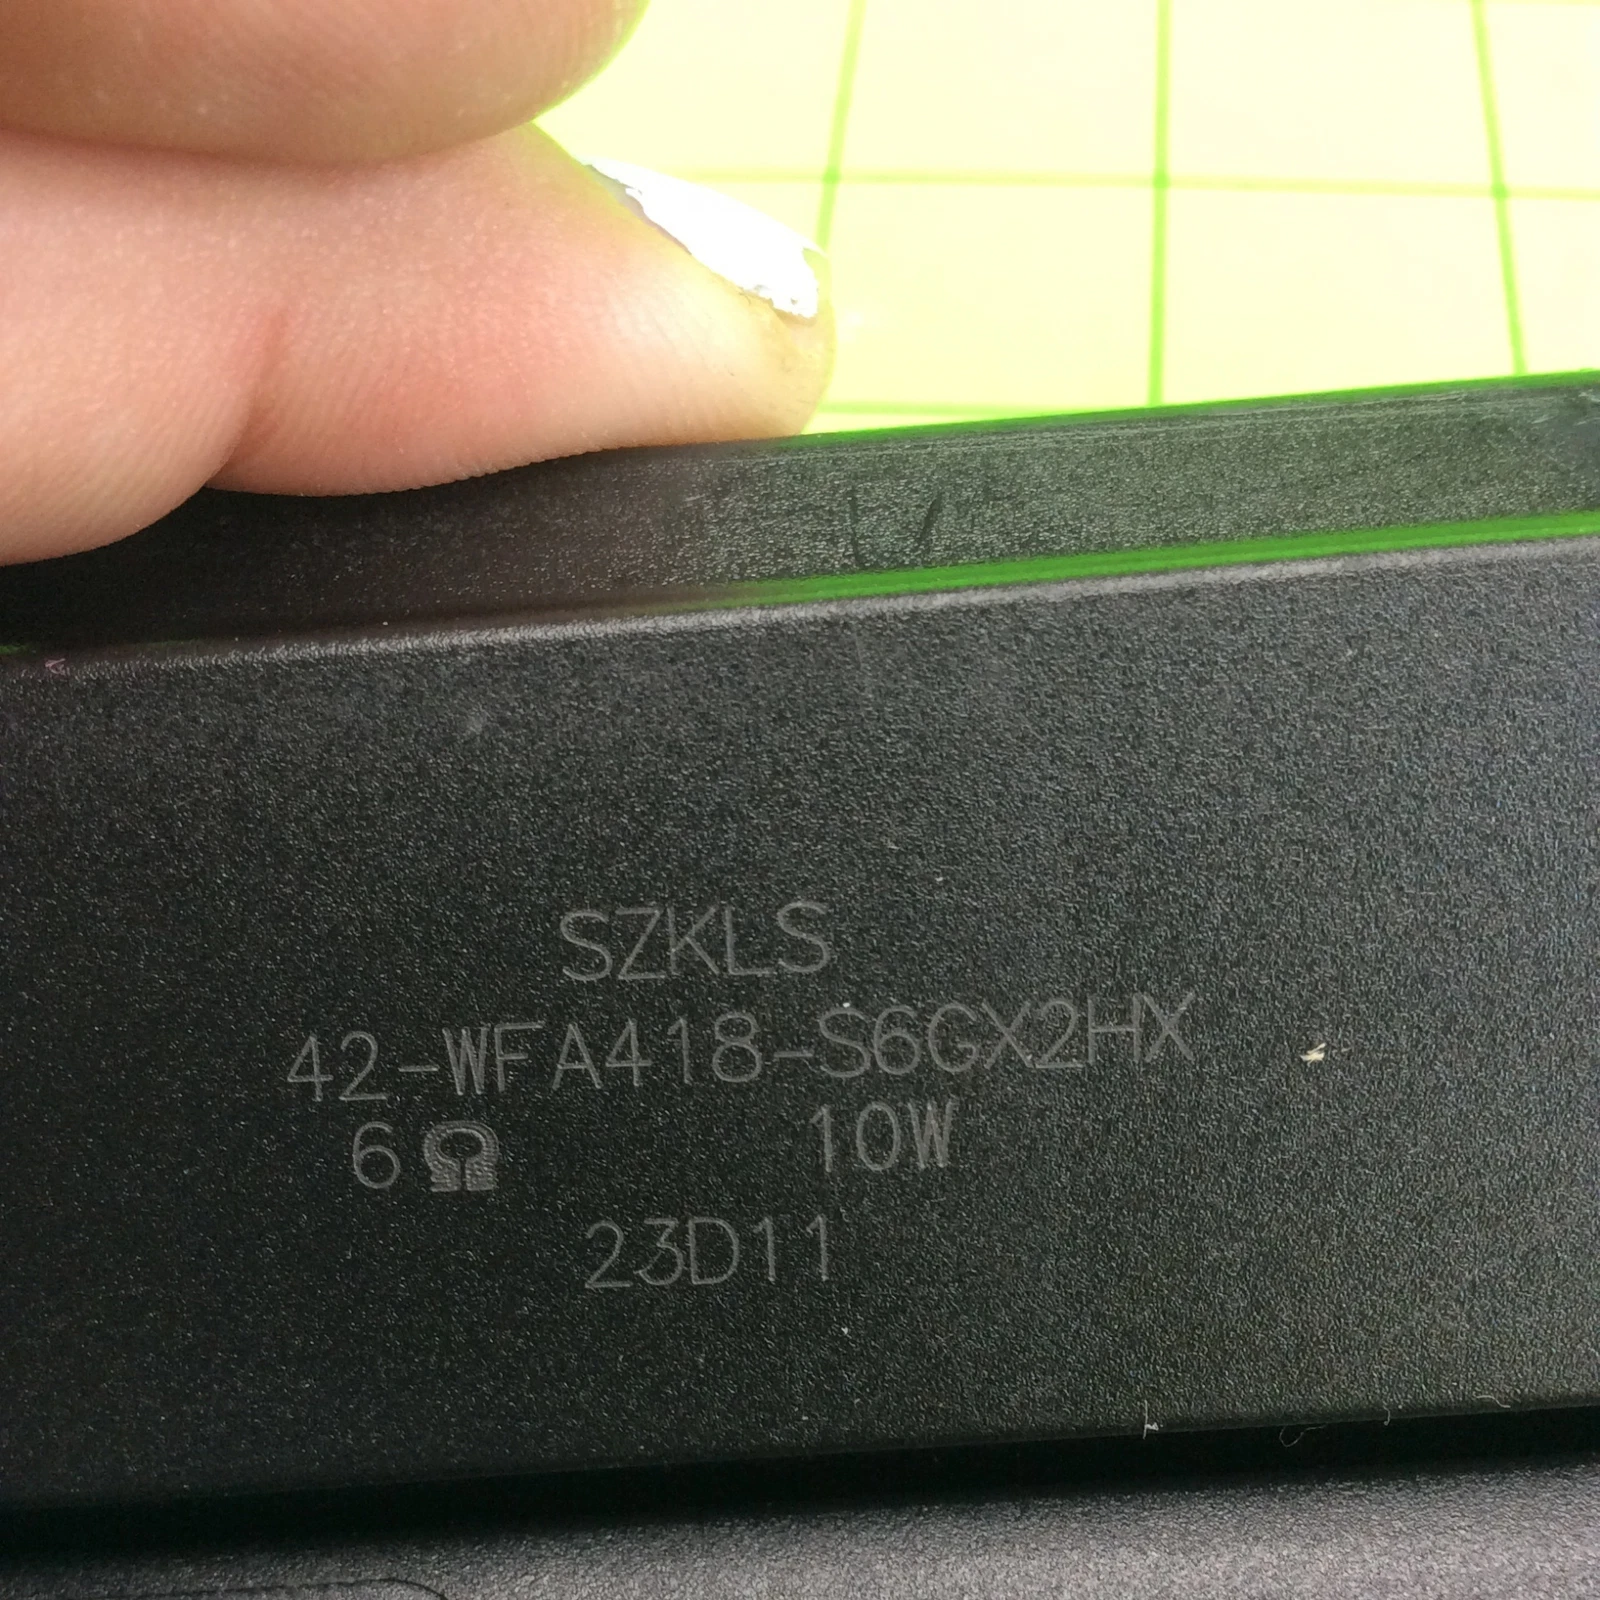 SZKLS
42-WFA418-S6GX2HX
6Ω 10W
23D11